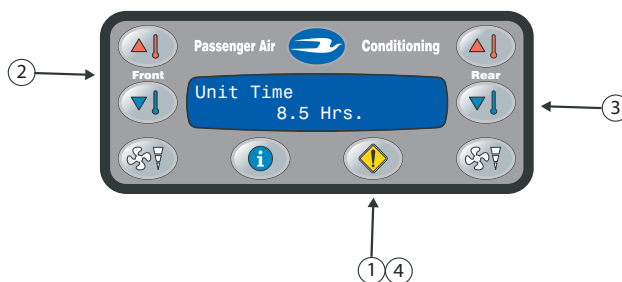 Passenger Air Conditioning
Front
Rear
Unit Time
8.5 Hrs.
2
3
1 4